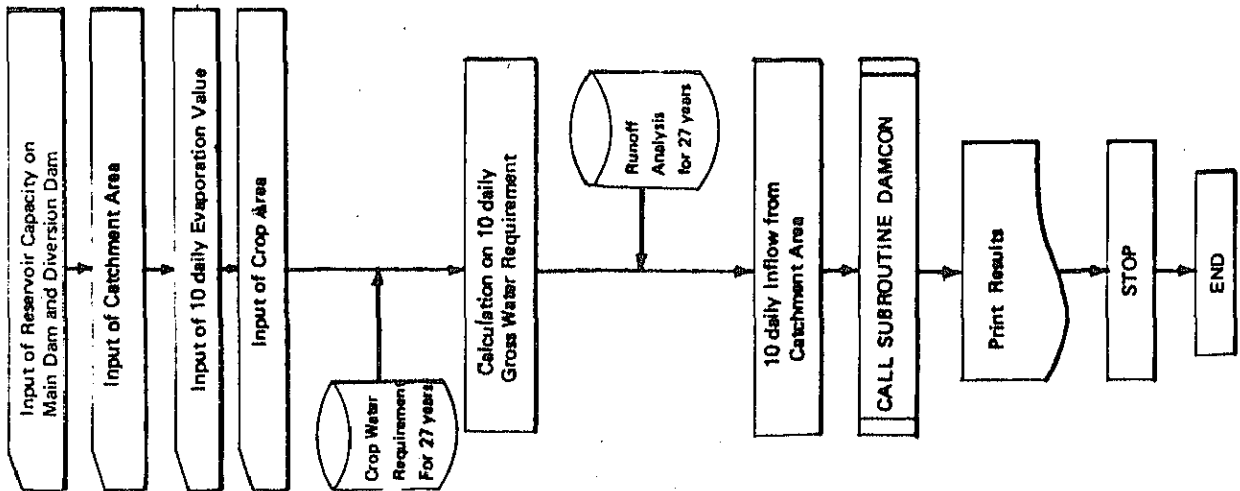 Input of Reservoir Capacity on
Main Dam and Diversion Dam
Input of Catchment Area
Input of 10 daily Evaporation Value
Input of Crop Area
Crop Water
Requirement
For 27 years
Calculation on 10 daily
Gross Water Requirement
Runoff
Analysis
for 27 years
10 daily Inflow from
Catchment Area
CALL SUBROUTINE DAMCON
Print Results
STOP
END